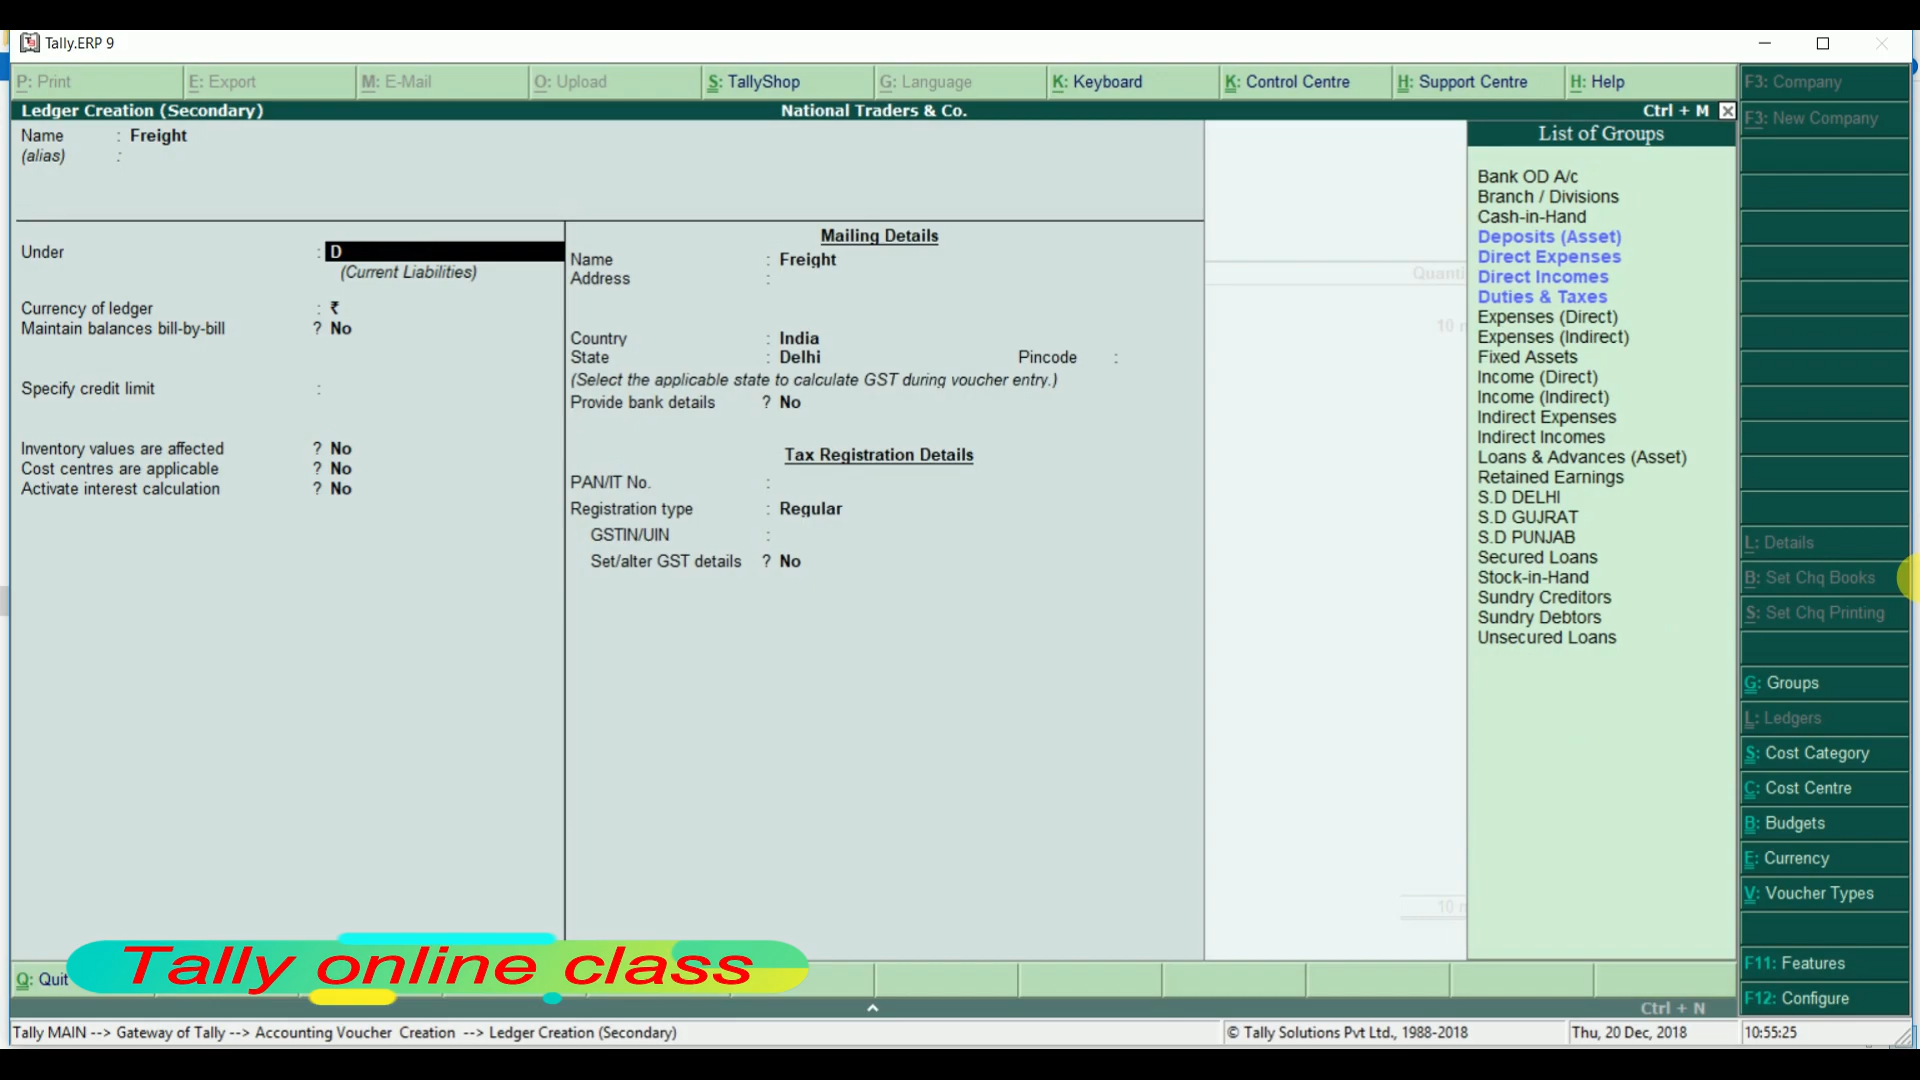 Tally.ERP 9
P: Print E: Export M: E-Mail O: Upload S: TallyShop G: Language K: Keyboard K: Control Centre H: Support Centre H: Help
Ledger Creation (Secondary) National Traders & Co. Ctrl + M
Name : Freight
(alias) :
Under : D
(Current Liabilities)
Currency of ledger : ₹
Maintain balances bill-by-bill ? No
Specify credit limit :
Inventory values are affected ? No
Cost centres are applicable ? No
Activate interest calculation ? No
Mailing Details
Name : Freight
Address :
Country : India
State : Delhi Pincode :
(Select the applicable state to calculate GST during voucher entry.)
Provide bank details ? No
Tax Registration Details
PAN/IT No. :
Registration type : Regular
GSTIN/UIN :
Set/alter GST details ? No
Quanti
10
10
List of Groups
Bank OD A/c
Branch / Divisions
Cash-in-Hand
Deposits (Asset)
Direct Expenses
Direct Incomes
Duties & Taxes
Expenses (Direct)
Expenses (Indirect)
Fixed Assets
Income (Direct)
Income (Indirect)
Indirect Expenses
Indirect Incomes
Loans & Advances (Asset)
Retained Earnings
S.D DELHI
S.D GUJRAT
S.D PUNJAB
Secured Loans
Stock-in-Hand
Sundry Creditors
Sundry Debtors
Unsecured Loans
F3: Company
F3: New Company
L: Details
B: Set Chq Books
S: Set Chq Printing
G: Groups
L: Ledgers
S: Cost Category
C: Cost Centre
B: Budgets
E: Currency
V: Voucher Types
F11: Features
F12: Configure
Q: Quit
Tally online class
Ctrl + N
Tally MAIN --> Gateway of Tally --> Accounting Voucher Creation --> Ledger Creation (Secondary) © Tally Solutions Pvt Ltd., 1988-2018 Thu, 20 Dec, 2018 10:55:25